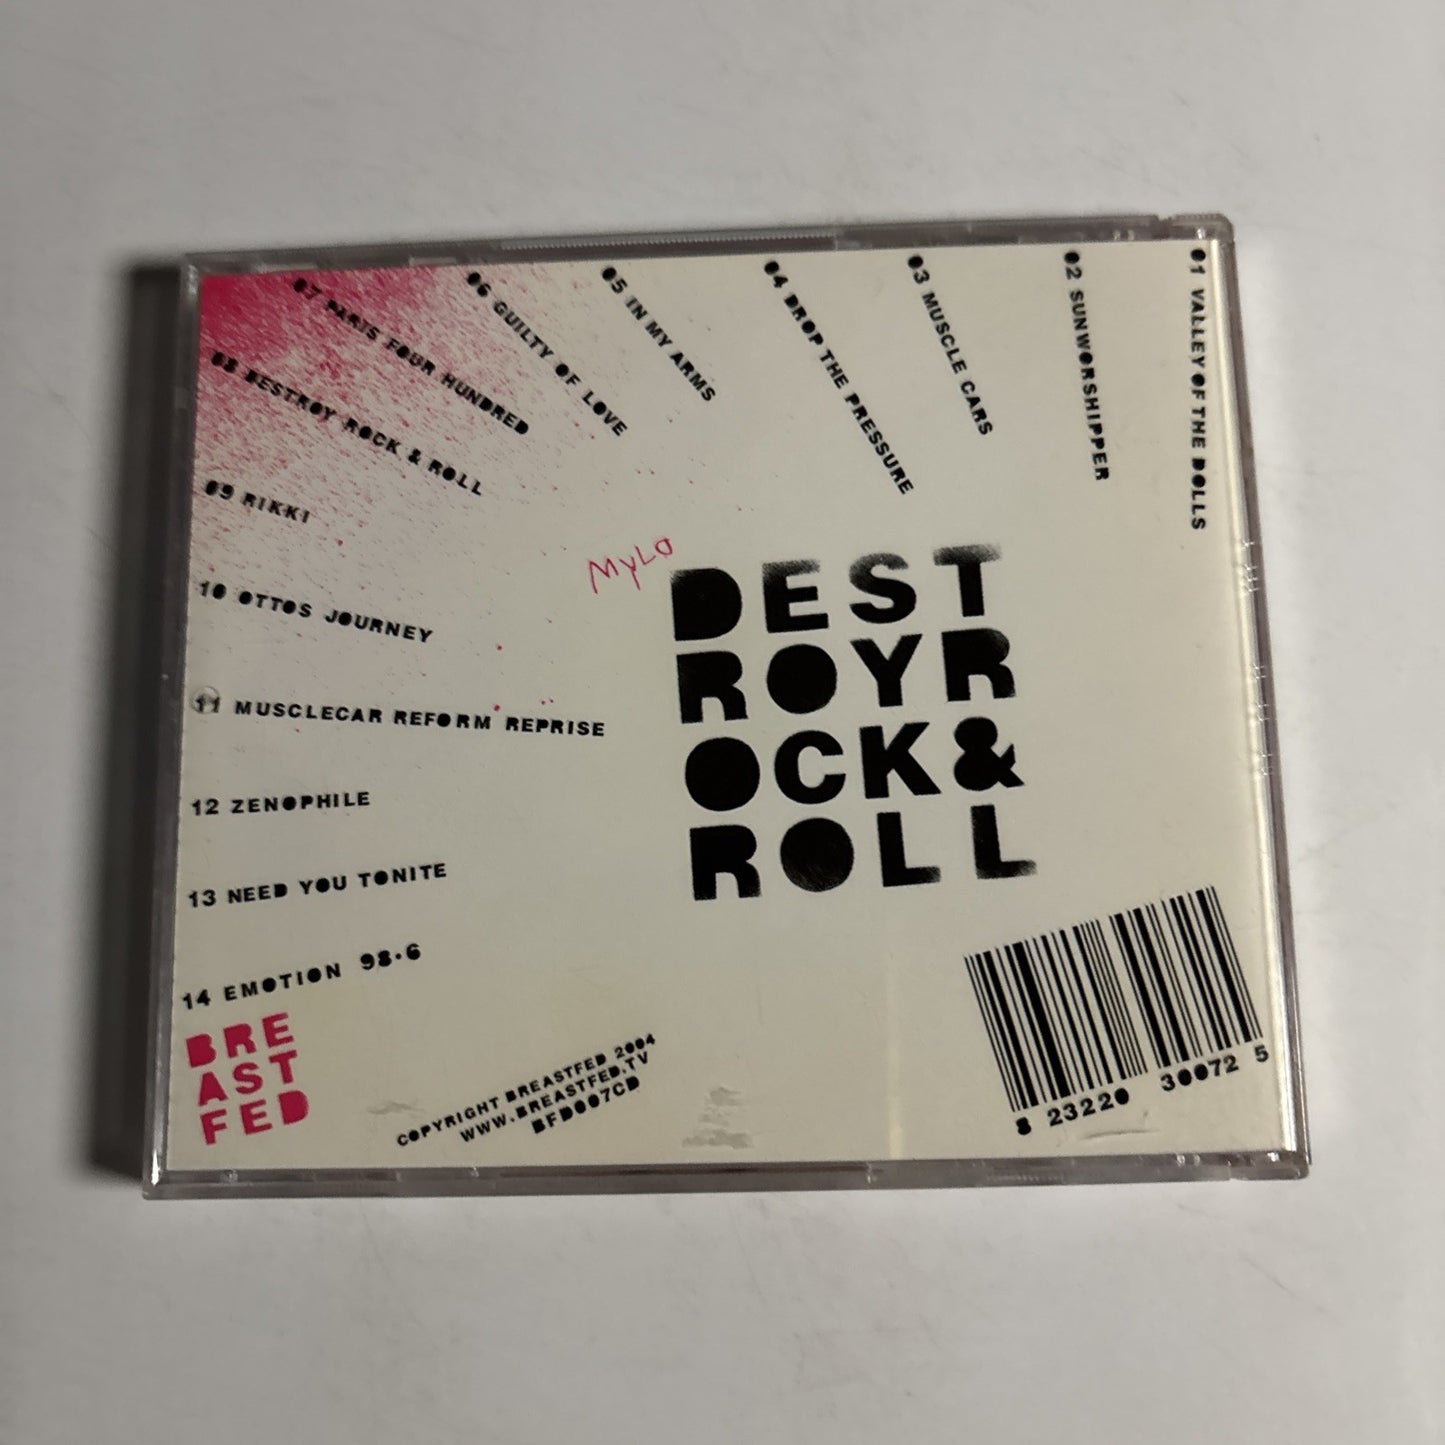 01 VALLEY OF THE DOLLS
02 SUNWORSHIPPER
03 MUSCLE CARS
04 DROP THE PRESSURE
05 IN MY ARMS
06 GUILTY OF LOVE
07 PARIS FOUR HUNDRED
08 DESTROY ROCK & ROLL
09 RIKKI
10 OTTOS JOURNEY
11 MUSCLECAR REFORM REPRISE
12 ZENOPHILE
13 NEED YOU TONITE
14 EMOTION 98.6
MYLO
DEST
ROYR
OCK&
ROLL
BRE
AST
FED
COPYRIGHT BREASTFED 2004
WWW.BREASTFED.TV
BFD007CD
8 23220 30072 5